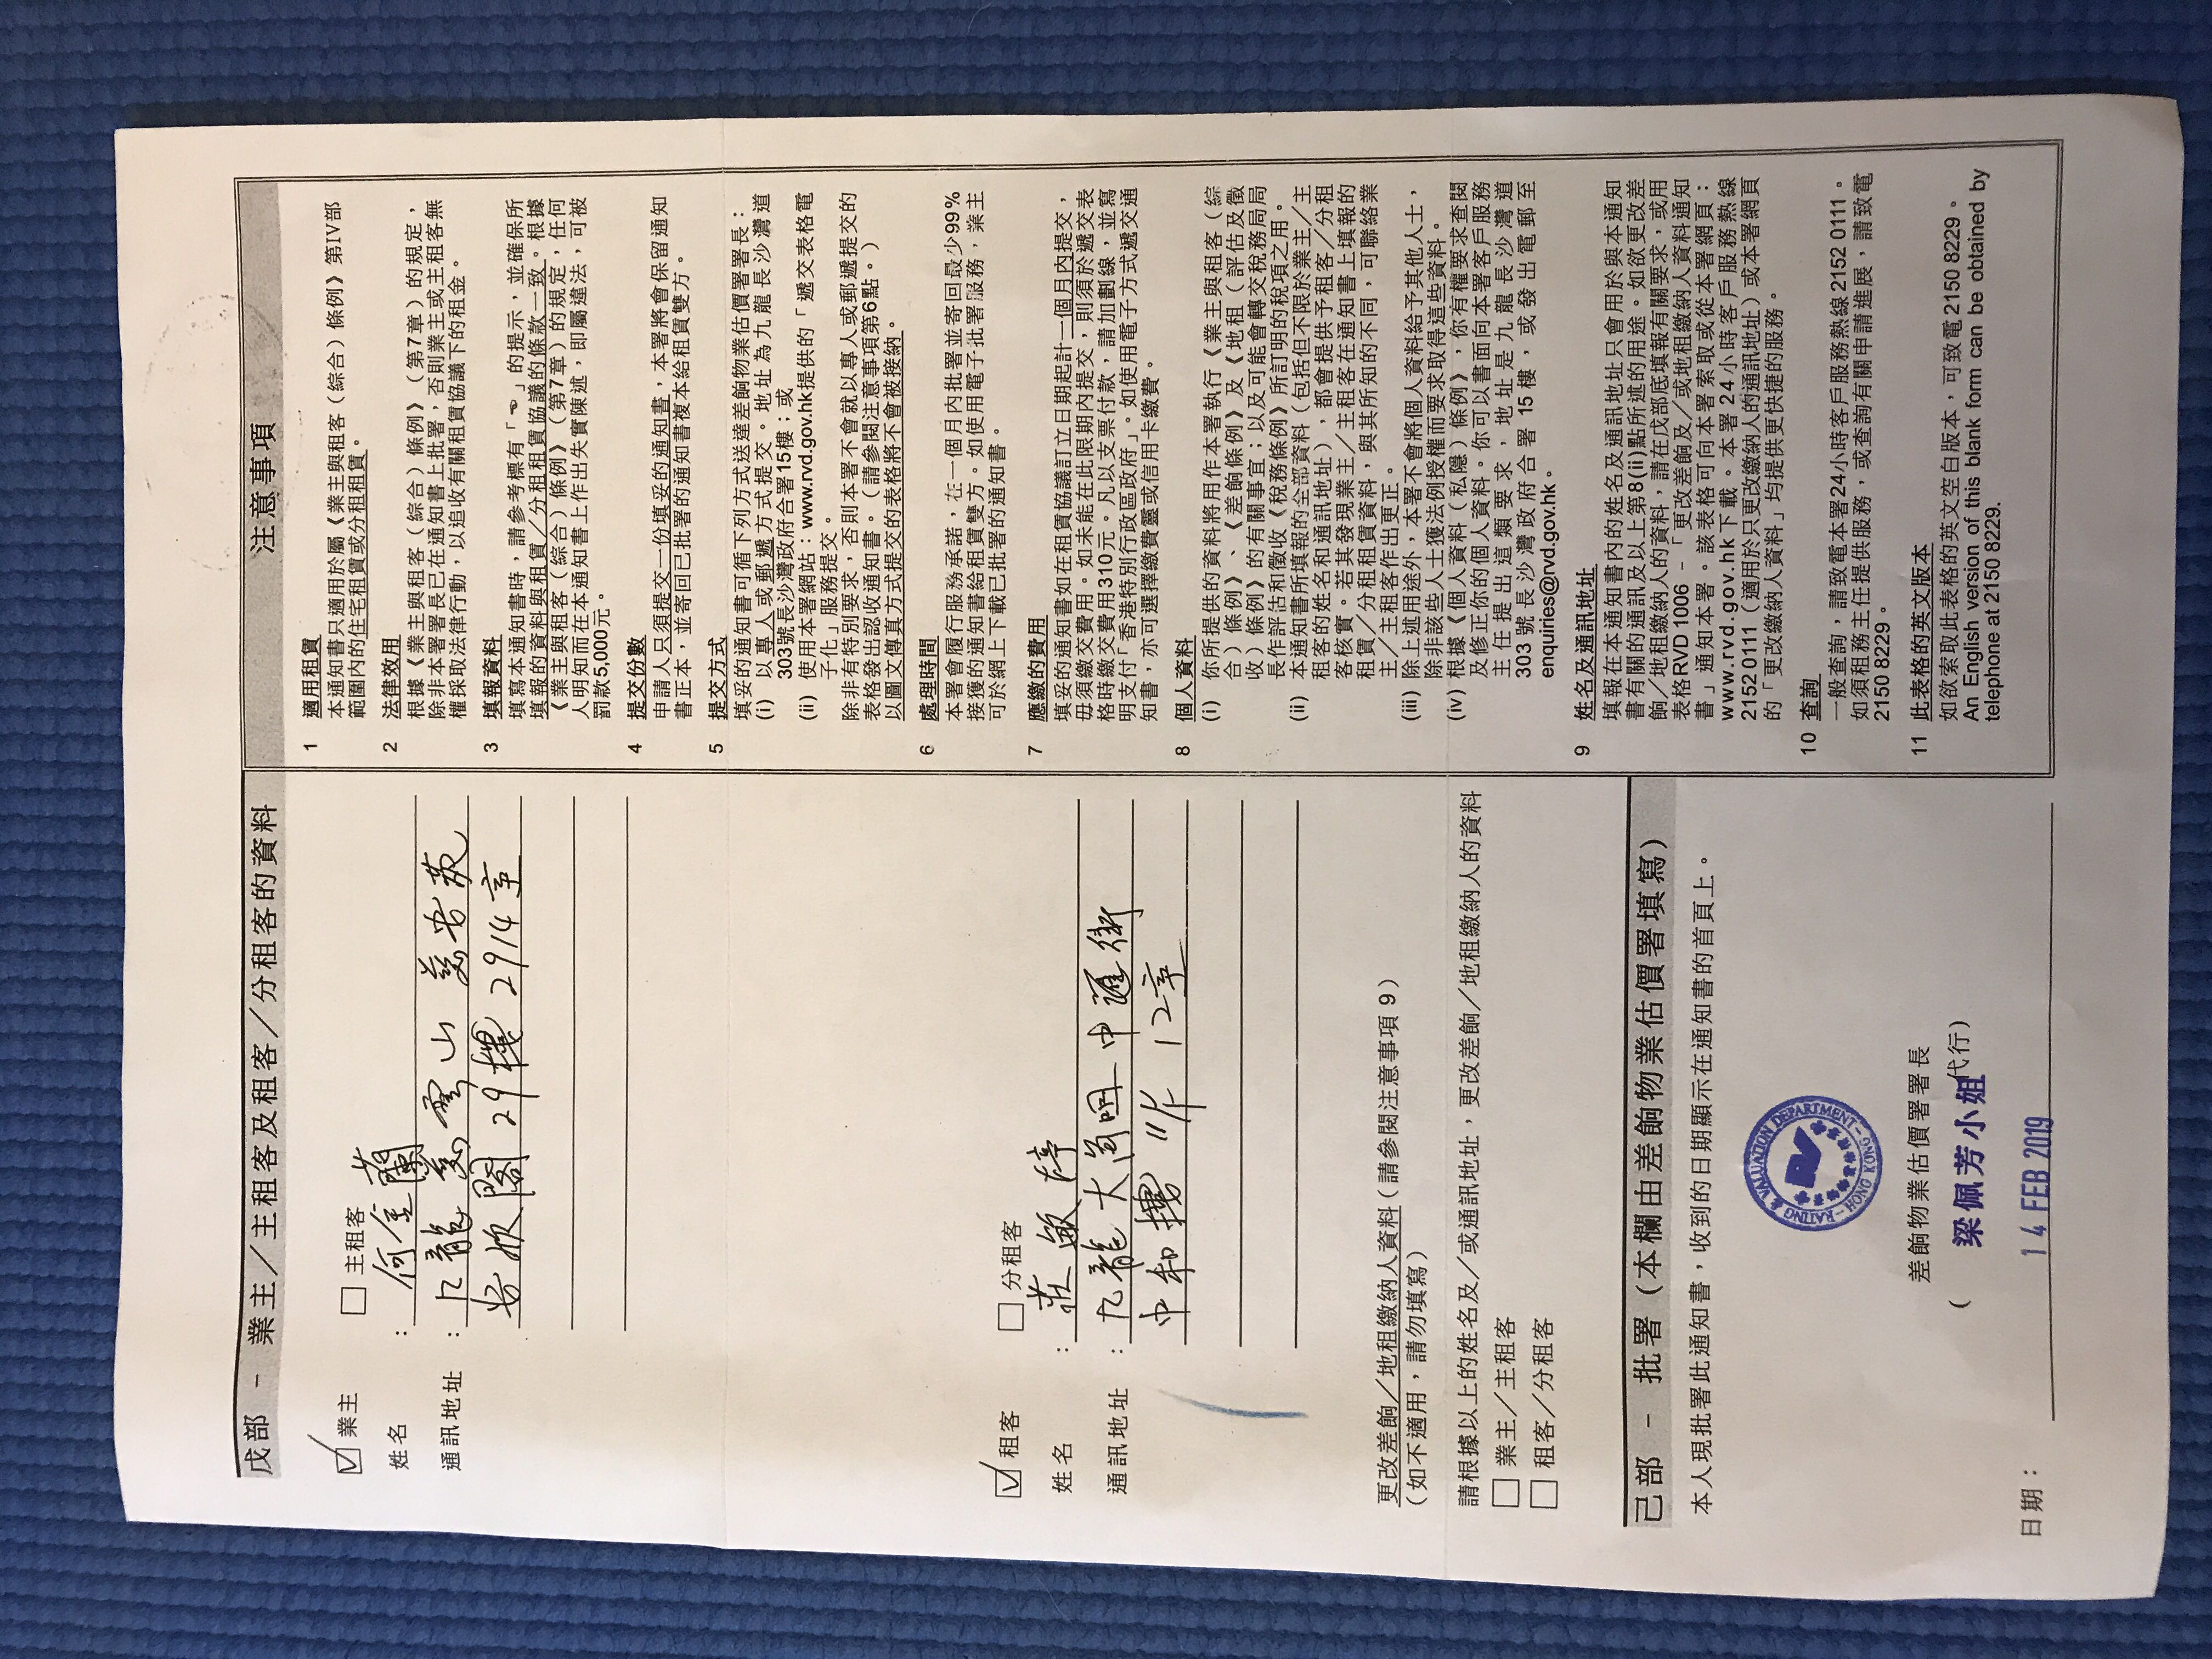 戊部 - 業主／主租客及租客／分租客的資料
☑ 業主 □ 主租客
姓名 : 何金蘭
通訊地址 : 九龍慈雲山慈安苑
安欣閣29樓2914室
☑ 租客 □ 分租客
姓名 : 莊敏婷
通訊地址 : 九龍大角咀中匯街
中和樓11/F 12室
更改差餉／地租繳納人資料（請參閱注意事項 9）
（如不適用，請勿填寫）
請根據以上的姓名及／或通訊地址，更改差餉／地租繳納人的資料
□ 業主／主租客
□ 租客／分租客
己部 - 批署（本欄由差餉物業估價署填寫）
本人現批署此通知書，收到的日期顯示在通知書的首頁上。
RATING & VALUATION DEPARTMENT
RV
HONG KONG
差餉物業估價署署長
（梁佩芳小姐代行）
日期： 14 FEB 2019
注意事項
1 適用租賃
本通知書只適用於屬《業主與租客（綜合）條例》第IV部
範圍內的住宅租賃或分租租賃。
2 法律效用
根據《業主與租客（綜合）條例》（第7章）的規定，
除非本署署長已在通知書上批署，否則業主或主租客無
權採取法律行動，以追收有關租賃協議下的租金。
3 填報資料
填寫本通知書時，請參考標有「☜」的提示，並確保所
填報的資料與租賃／分租租賃協議的條款一致。根據
《業主與租客（綜合）條例》（第7章）的規定，任何
人明知而在本通知書上作出失實陳述，即屬違法，可被
罰款5,000元。
4 提交份數
申請人只須提交一份填妥的通知書，本署將會保留通知
書正本，並寄回已批署的通知書複本給租賃雙方。
5 提交方式
填妥的通知書可循下列方式送達差餉物業估價署署長：
(i) 以專人或郵遞方式提交。地址為九龍長沙灣道
303號長沙灣政府合署15樓；或
(ii) 使用本署網站：www.rvd.gov.hk提供的「遞交表格電
子化」服務提交。
除非有特別要求，否則本署不會就以專人或郵遞提交的
表格發出認收通知書。（請參閱注意事項第6點。）
以圖文傳真方式提交的表格將不會被接納。
6 處理時間
本署會履行服務承諾，在一個月內批署並寄回最少99%
接獲的通知書給租賃雙方。如使用電子批署服務，業主
可於網上下載已批署的通知書。
7 應繳的費用
填妥的通知書如在租賃協議訂立日期起計一個月內提交，
毋須繳交費用。如未能在此限期內提交，則須於遞交表
格時繳交費用310元。凡以支票付款，請加劃線，並寫
明支付「香港特別行政區政府」。如使用電子方式遞交通
知書，亦可選擇繳費靈或信用卡繳費。
8 個人資料
(i) 你所提供的資料將用作本署執行《業主與租客（綜
合）條例》、《差餉條例》及《地租（評估及徵
收）條例》的有關事宜；以及可能會轉交稅務局局
長作評估和徵收《稅務條例》所訂明的稅項之用。
(ii) 本通知書所填報的全部資料（包括但不限於業主／主
租客的姓名和通訊地址），都會提供予租客／分租
客核實。若其發現業主／主租客在通知書上填報的
租賃／分租租賃資料，與其所知的不同，可聯絡業
主／主租客作出更正。
(iii) 除上述用途外，本署不會將個人資料給予其他人士，
除非該些人士獲法例授權而要求取得這些資料。
(iv) 根據《個人資料（私隱）條例》，你有權要求查閱
及修正你的個人資料。你可以書面向本署客戶服務
主任提出這類要求，地址是九龍長沙灣道
303號長沙灣政府合署15樓，或發出電郵至
enquiries@rvd.gov.hk。
9 姓名及通訊地址
填報在本通知書內的姓名及通訊地址只會用於與本通知
書有關的通訊及以上第8(ii)點所述的用途。如欲更改差
餉／地租繳納人的資料，請在戊部底填報有關要求，或用
表格RVD 1006 - 「更改差餉及／或地租繳納人資料通知
書」通知本署。該表格可向本署索取或從本署網頁：
www.rvd.gov.hk下載。本署24小時客戶服務熱線
2152 0111（適用於只更改繳納人的通訊地址）或本署網頁
的「更改繳納人資料」均提供更快捷的服務。
10 查詢
一般查詢，請致電本署24小時客戶服務熱線2152 0111。
如須租務主任提供服務，或查詢有關申請進展，請致電
2150 8229。
11 此表格的英文版本
如欲索取此表格的英文空白版本，可致電2150 8229。
An English version of this blank form can be obtained by
telephone at 2150 8229.